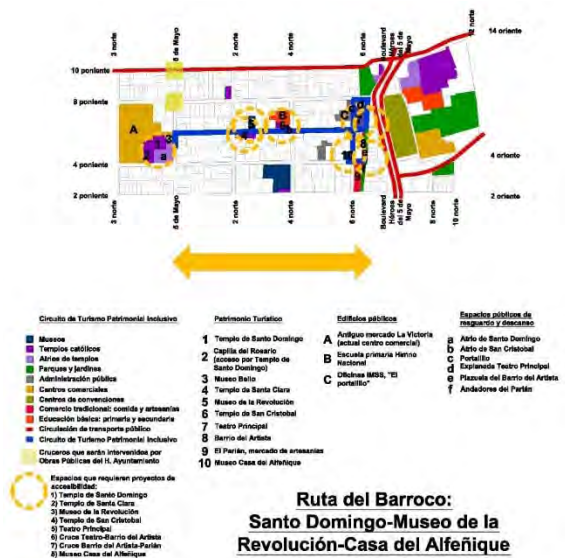 3 norte
5 de Mayo
2 norte
4 norte
6 norte
Boulevard
Héroes
del 5 de
Mayo
12 norte
14 oriente
10 poniente
8 poniente
4 poniente
2 poniente
4 oriente
2 oriente
3 norte
5 de Mayo
2 norte
4 norte
6 norte
Boulevard
Héroes
del 5 de
Mayo
8 norte
10 norte
Circuito de Turismo Patrimonial Inclusivo
Museos
Templos católicos
Atrios de templos
Parques y jardines
Administración pública
Centros comerciales
Centros de convenciones
Comercio tradicional: comida y artesanías
Educación básica: primaria y secundaria
Circulación de transporte público
Circuito de Turismo Patrimonial Inclusivo
Cruceros que serán intervenidos por
Obras Públicas del H. Ayuntamiento
Espacios que requieren proyectos de
accesibilidad:
1) Templo de Santo Domingo
2) Templo de Santa Clara
3) Museo de la Revolución
4) Templo de San Cristobal
5) Teatro Principal
6) Cruce Teatro-Barrio del Artista
7) Cruce Barrio del Artista-Parián
8) Museo Casa del Alfeñique
Patrimonio Turístico
1 Templo de Santo Domingo
2 Capilla del Rosario
(acceso por Templo de
Santo Domingo)
3 Museo Bello
4 Templo de Santa Clara
5 Museo de la Revolución
6 Templo de San Cristobal
7 Teatro Principal
8 Barrio del Artista
9 El Parián, mercado de artesanías
10 Museo Casa del Alfeñique
Edificios públicos
A Antiguo mercado La Victoria
(actual centro comercial)
B Escuela primaria Héroo
Nacional
C Oficinas IMSS, "El
portalillo"
Espacios públicos de
resguardo y descanso
a Atrio de Santo Domingo
b Atrio de San Cristobal
c Portalillo
d Explanada Teatro Principal
e Plazuela del Barrio del Artista
f Andadores del Parián
Ruta del Barroco:
Santo Domingo-Museo de la
Revolución-Casa del Alfeñique